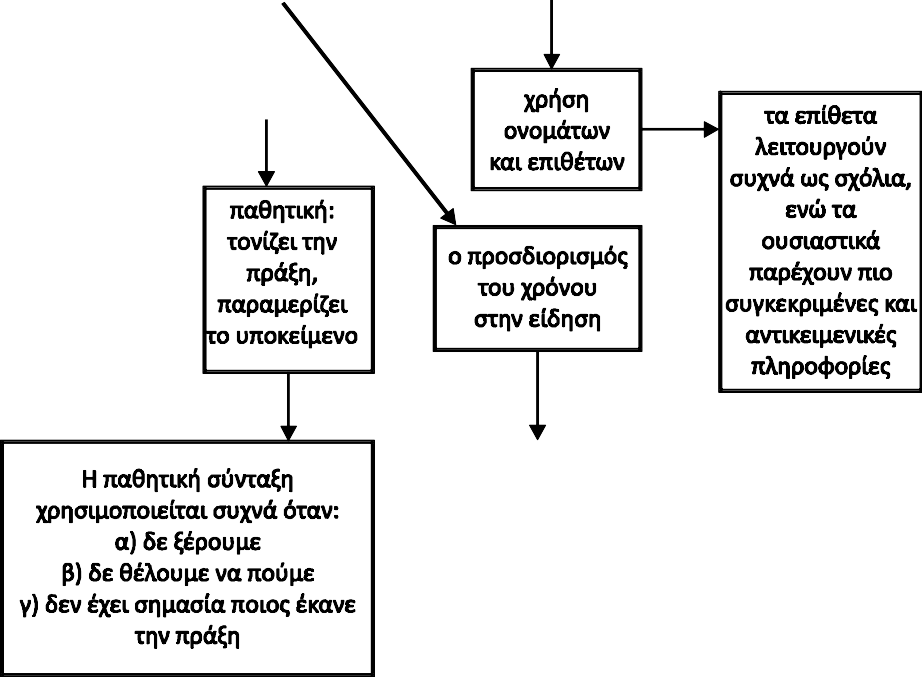 χρήση
ονομάτων
και επιθέτων
τα επίθετα
λειτουργούν
συχνά ως σχόλια,
ενώ τα
ουσιαστικά
παρέχουν πιο
συγκεκριμένες και
αντικειμενικές
πληροφορίες
παθητική:
τονίζει την
πράξη,
παραμερίζει
το υποκείμενο
ο προσδιορισμός
του χρόνου
στην είδηση
Η παθητική σύνταξη
χρησιμοποιείται συχνά όταν:
α) δε ξέρουμε
β) δε θέλουμε να πούμε
γ) δεν έχει σημασία ποιος έκανε
την πράξη